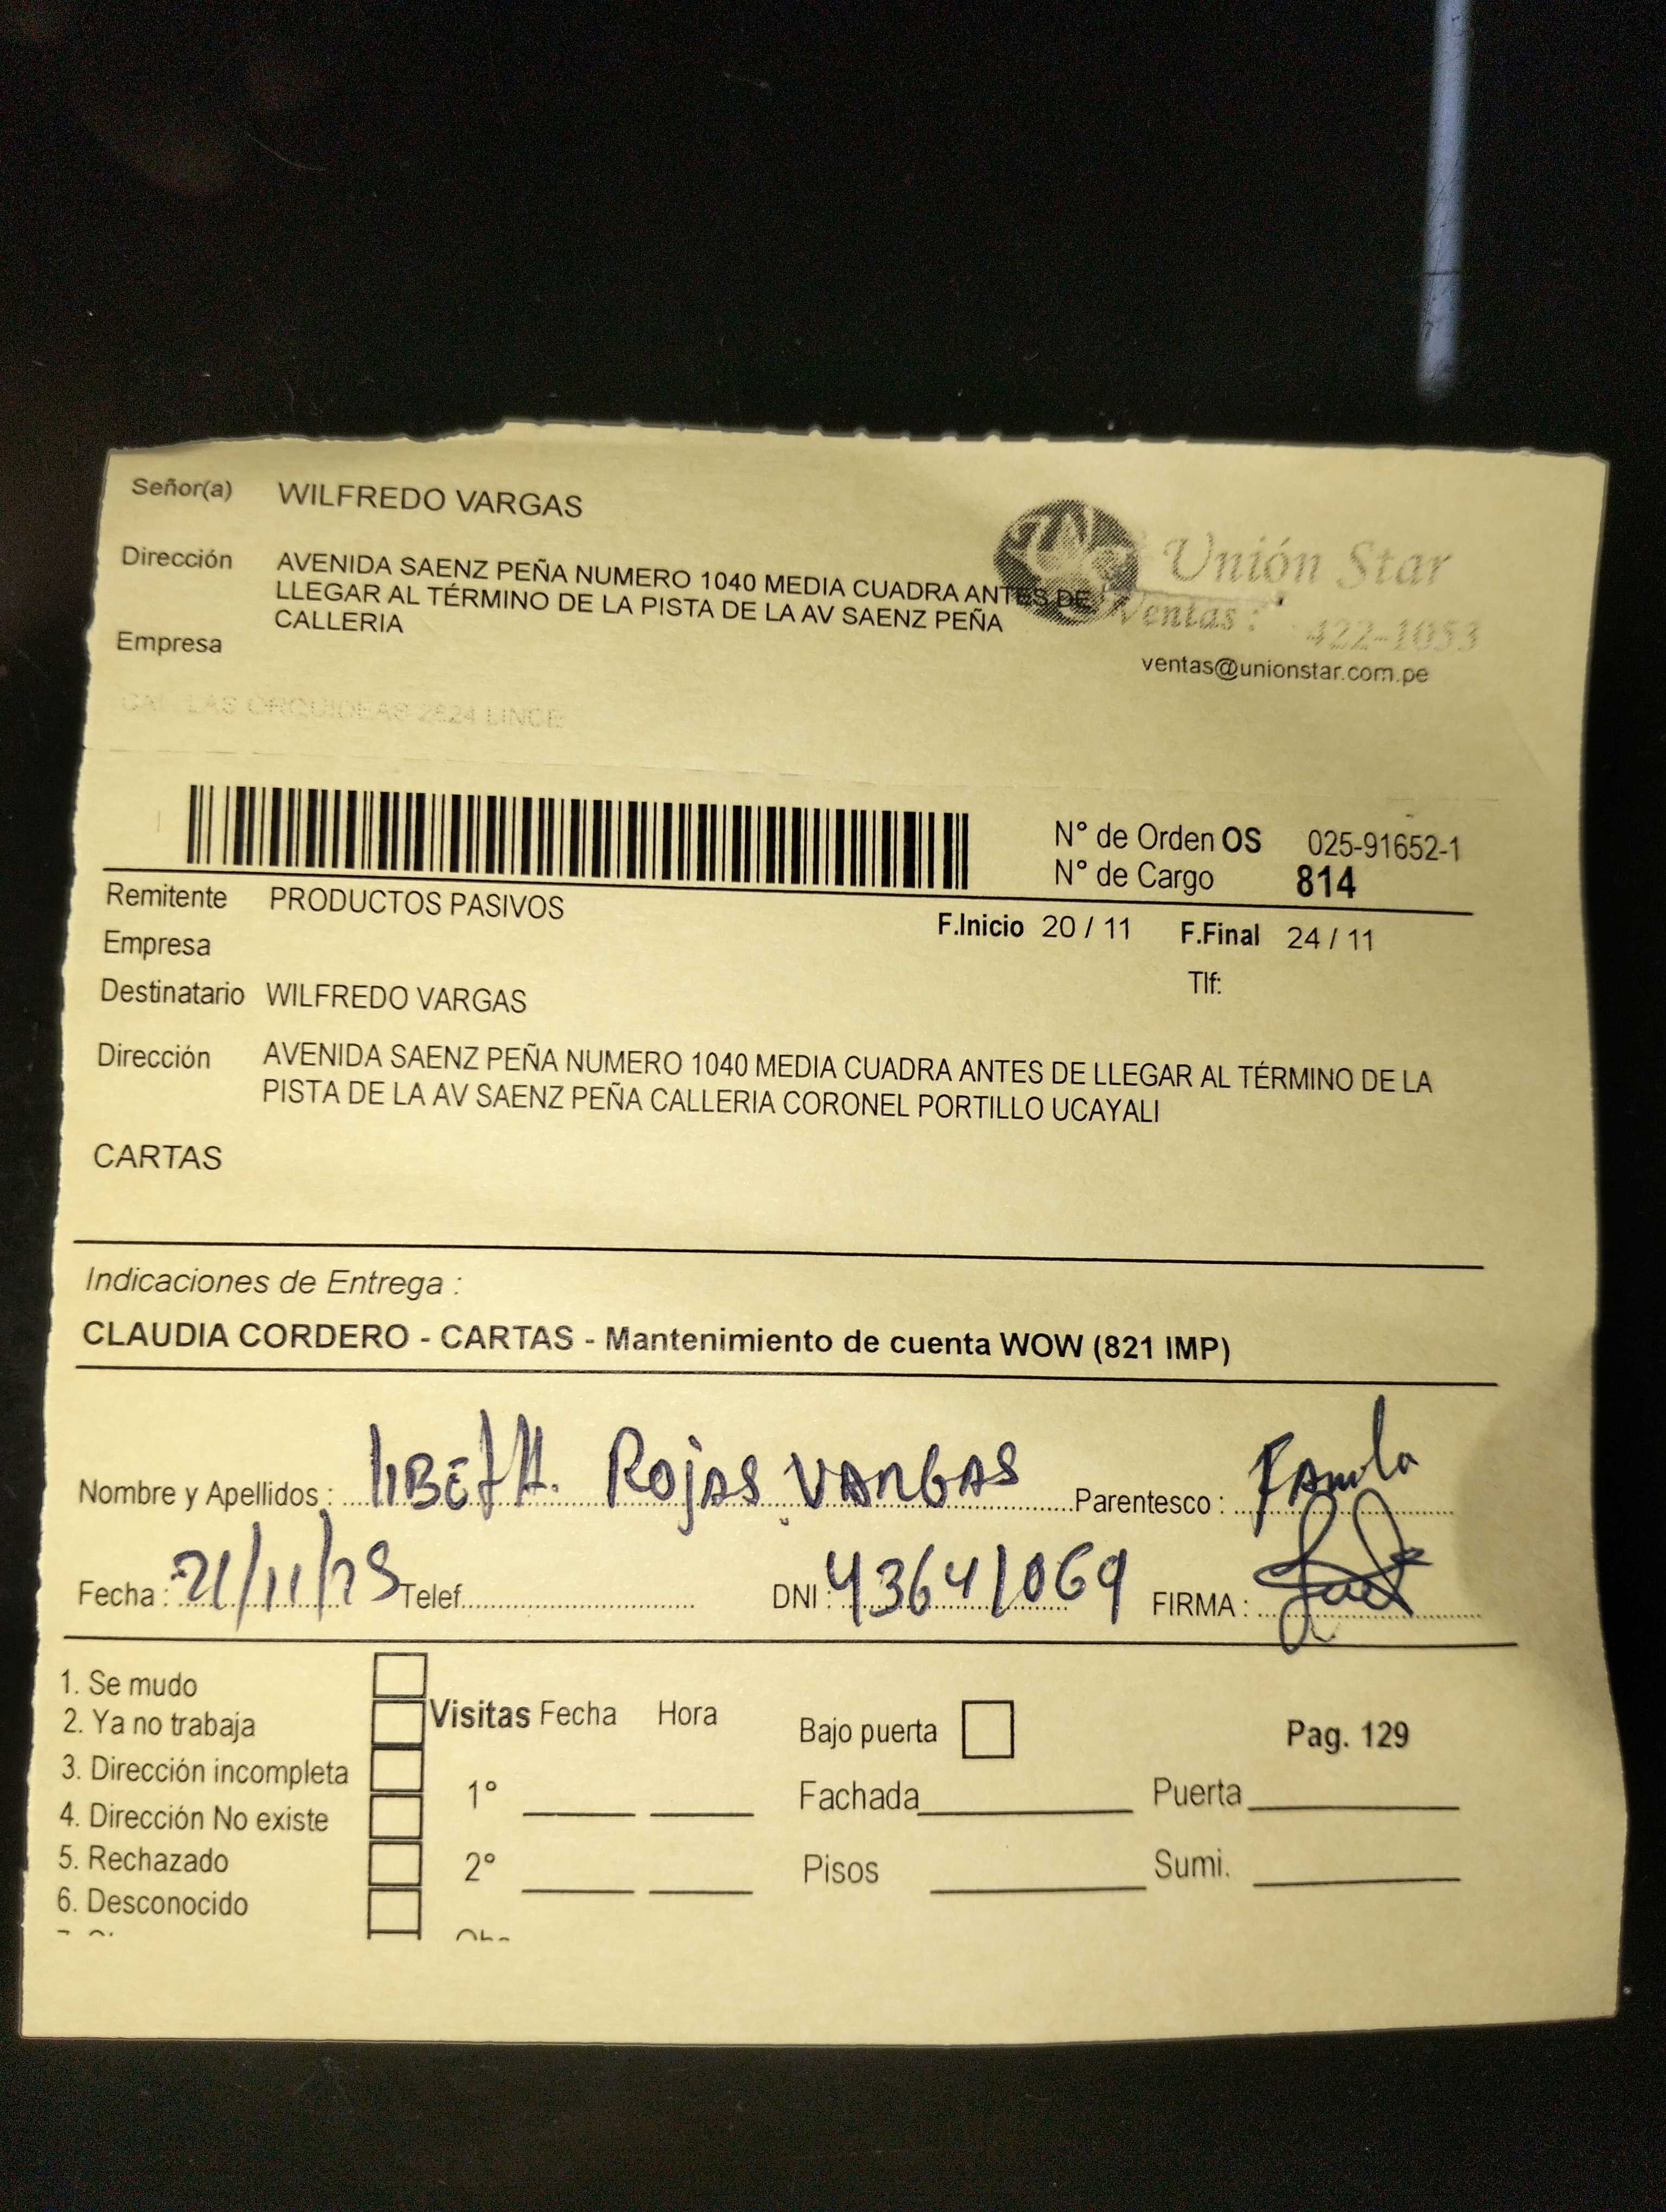 Señor(a) WILFREDO VARGAS
Unión Star
Dirección AVENIDA SAENZ PEÑA NUMERO 1040 MEDIA CUADRA ANTES DE
LLEGAR AL TÉRMINO DE LA PISTA DE LA AV SAENZ PEÑA
CALLERIA
Ventas: 422-1053
Empresa
ventas@unionstar.com.pe
LAS ORQUIDEAS 2624 LINCE
N° de Orden OS 025-91652-1
N° de Cargo 814
Remitente PRODUCTOS PASIVOS
F.Inicio 20 / 11 F.Final 24 / 11
Empresa
Tlf:
Destinatario WILFREDO VARGAS
Dirección AVENIDA SAENZ PEÑA NUMERO 1040 MEDIA CUADRA ANTES DE LLEGAR AL TÉRMINO DE LA
PISTA DE LA AV SAENZ PEÑA CALLERIA CORONEL PORTILLO UCAYALI
CARTAS
Indicaciones de Entrega :
CLAUDIA CORDERO - CARTAS - Mantenimiento de cuenta WOW (821 IMP)
Nombre y Apellidos : Rojas VARGAS Parentesco :
Fecha : 21/11/25 Telef. DNI : 43641069 FIRMA :
1. Se mudo
2. Ya no trabaja
3. Dirección incompleta
4. Dirección No existe
5. Rechazado
6. Desconocido
Visitas Fecha Hora
1°
2°
Bajo puerta
Pag. 129
Fachada Puerta
Pisos Sumi.